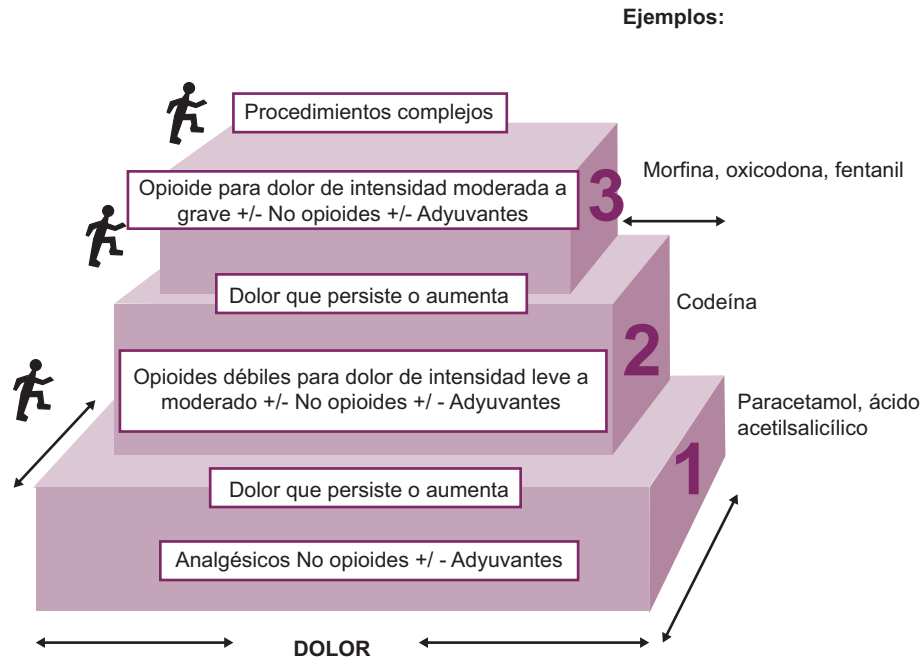 Ejemplos:
Procedimientos complejos
Opioide para dolor de intensidad moderada a
grave +/- No opioides +/- Adyuvantes
3
Morfina, oxicodona, fentanil
Dolor que persiste o aumenta
Codeína
2
Opioides débiles para dolor de intensidad leve a
moderado +/- No opioides +/ - Adyuvantes
Paracetamol, ácido
acetilsalicílico
1
Dolor que persiste o aumenta
Analgésicos No opioides +/ - Adyuvantes
DOLOR